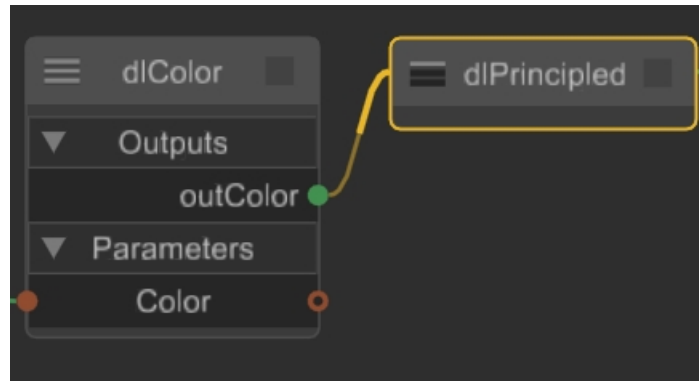 dlColor
Outputs
outColor
Parameters
Color
dlPrincipled